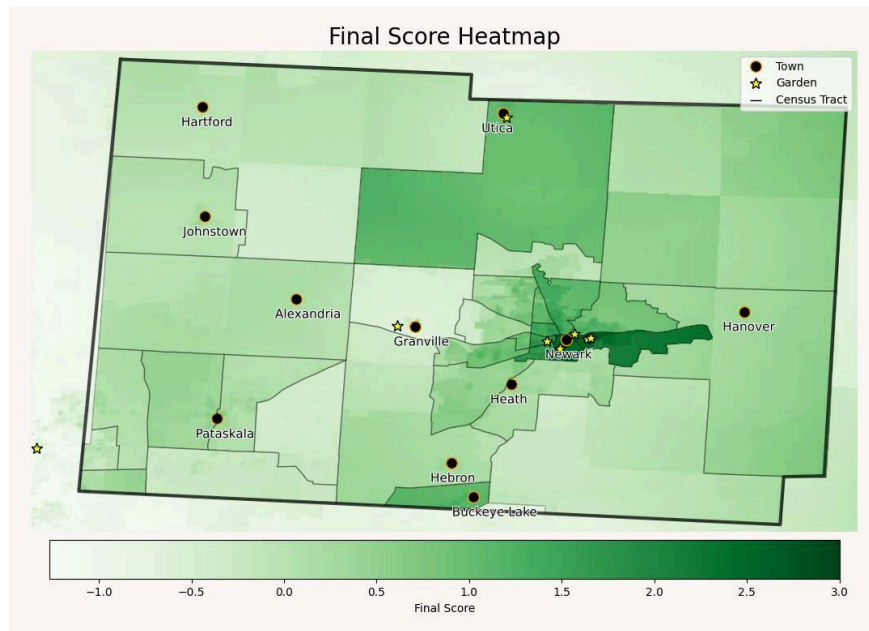 Final Score Heatmap
Town
Garden
Census Tract
Hartford
Utica
Johnstown
Alexandria
Granville
Hanover
Newark
Heath
Pataskala
Hebron
Buckeye Lake
−1.0 −0.5 0.0 0.5 1.0 1.5 2.0 2.5 3.0
Final Score